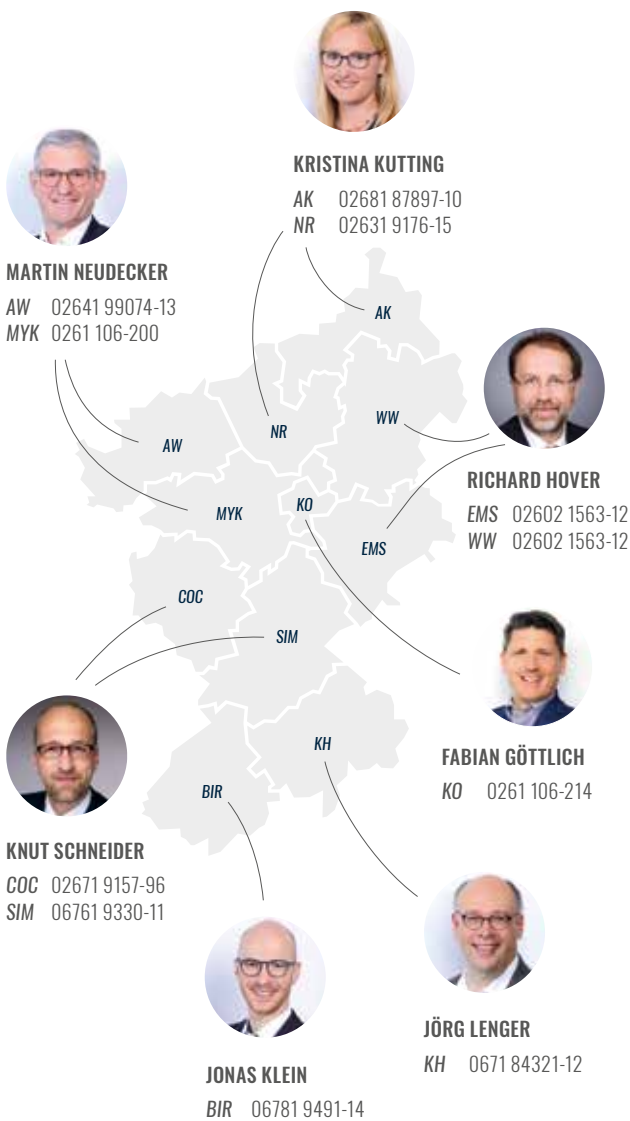 KRISTINA KUTTING
AK 02681 87897-10
NR 02631 9176-15
MARTIN NEUDECKER
AW 02641 99074-13
MYK 0261 106-200
AK
WW
NR
AW
RICHARD HOVER
EMS 02602 1563-12
WW 02602 1563-12
KO
MYK
EMS
COC
SIM
FABIAN GÖTTLICH
KO 0261 106-214
KH
BIR
KNUT SCHNEIDER
COC 02671 9157-96
SIM 06761 9330-11
JÖRG LENGER
KH 0671 84321-12
JONAS KLEIN
BIR 06781 9491-14